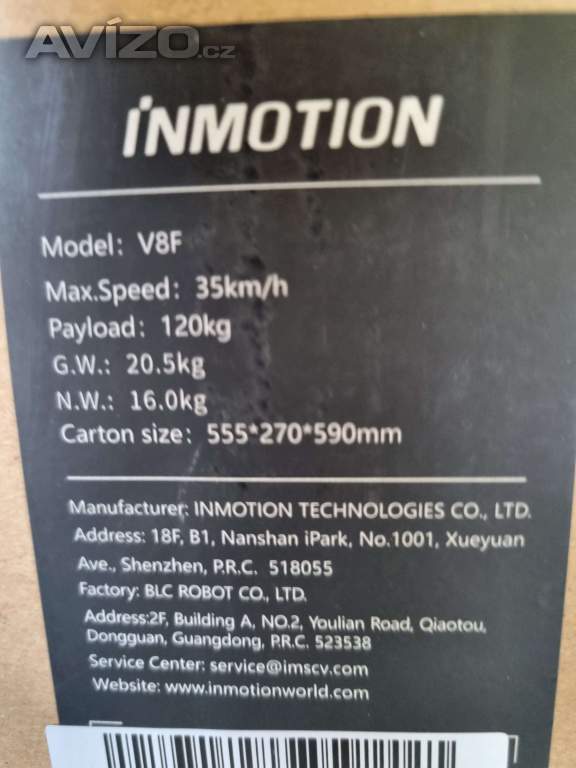 AVÍZO.cz
INMOTION
Model: V8F
Max.Speed: 35km/h
Payload: 120kg
G.W.: 20.5kg
N.W.: 16.0kg
Carton size: 555*270*590mm
Manufacturer: INMOTION TECHNOLOGIES CO., LTD.
Address: 18F, B1, Nanshan iPark, No.1001, Xueyuan
Ave., Shenzhen, P.R.C. 518055
Factory: BLC ROBOT CO., LTD.
Address:2F, Building A, NO.2, Youlian Road, Qiaotou,
Dongguan, Guangdong, P.R.C. 523538
Service Center: service@imscv.com
Website: www.inmotionworld.com